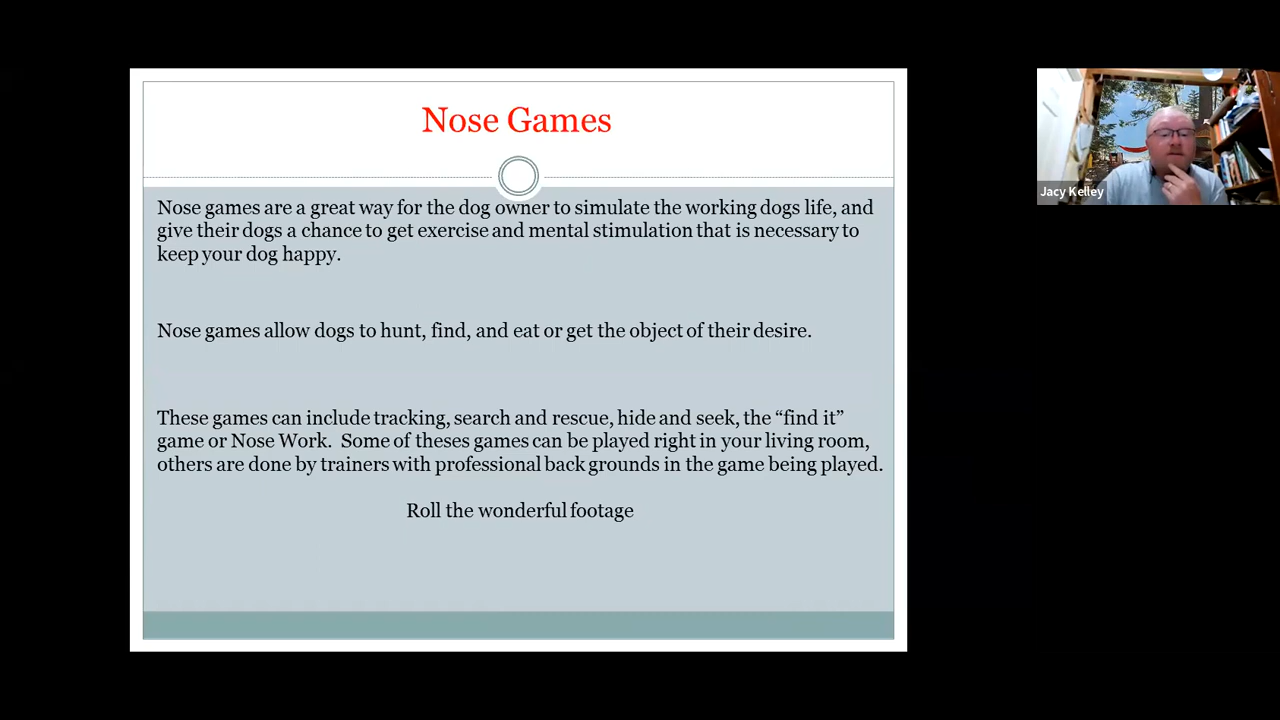 Nose Games
Nose games are a great way for the dog owner to simulate the working dogs life, and
give their dogs a chance to get exercise and mental stimulation that is necessary to
keep your dog happy.
Nose games allow dogs to hunt, find, and eat or get the object of their desire.
These games can include tracking, search and rescue, hide and seek, the “find it”
game or Nose Work.  Some of theses games can be played right in your living room,
others are done by trainers with professional back grounds in the game being played.
Roll the wonderful footage
Jacy Kelley